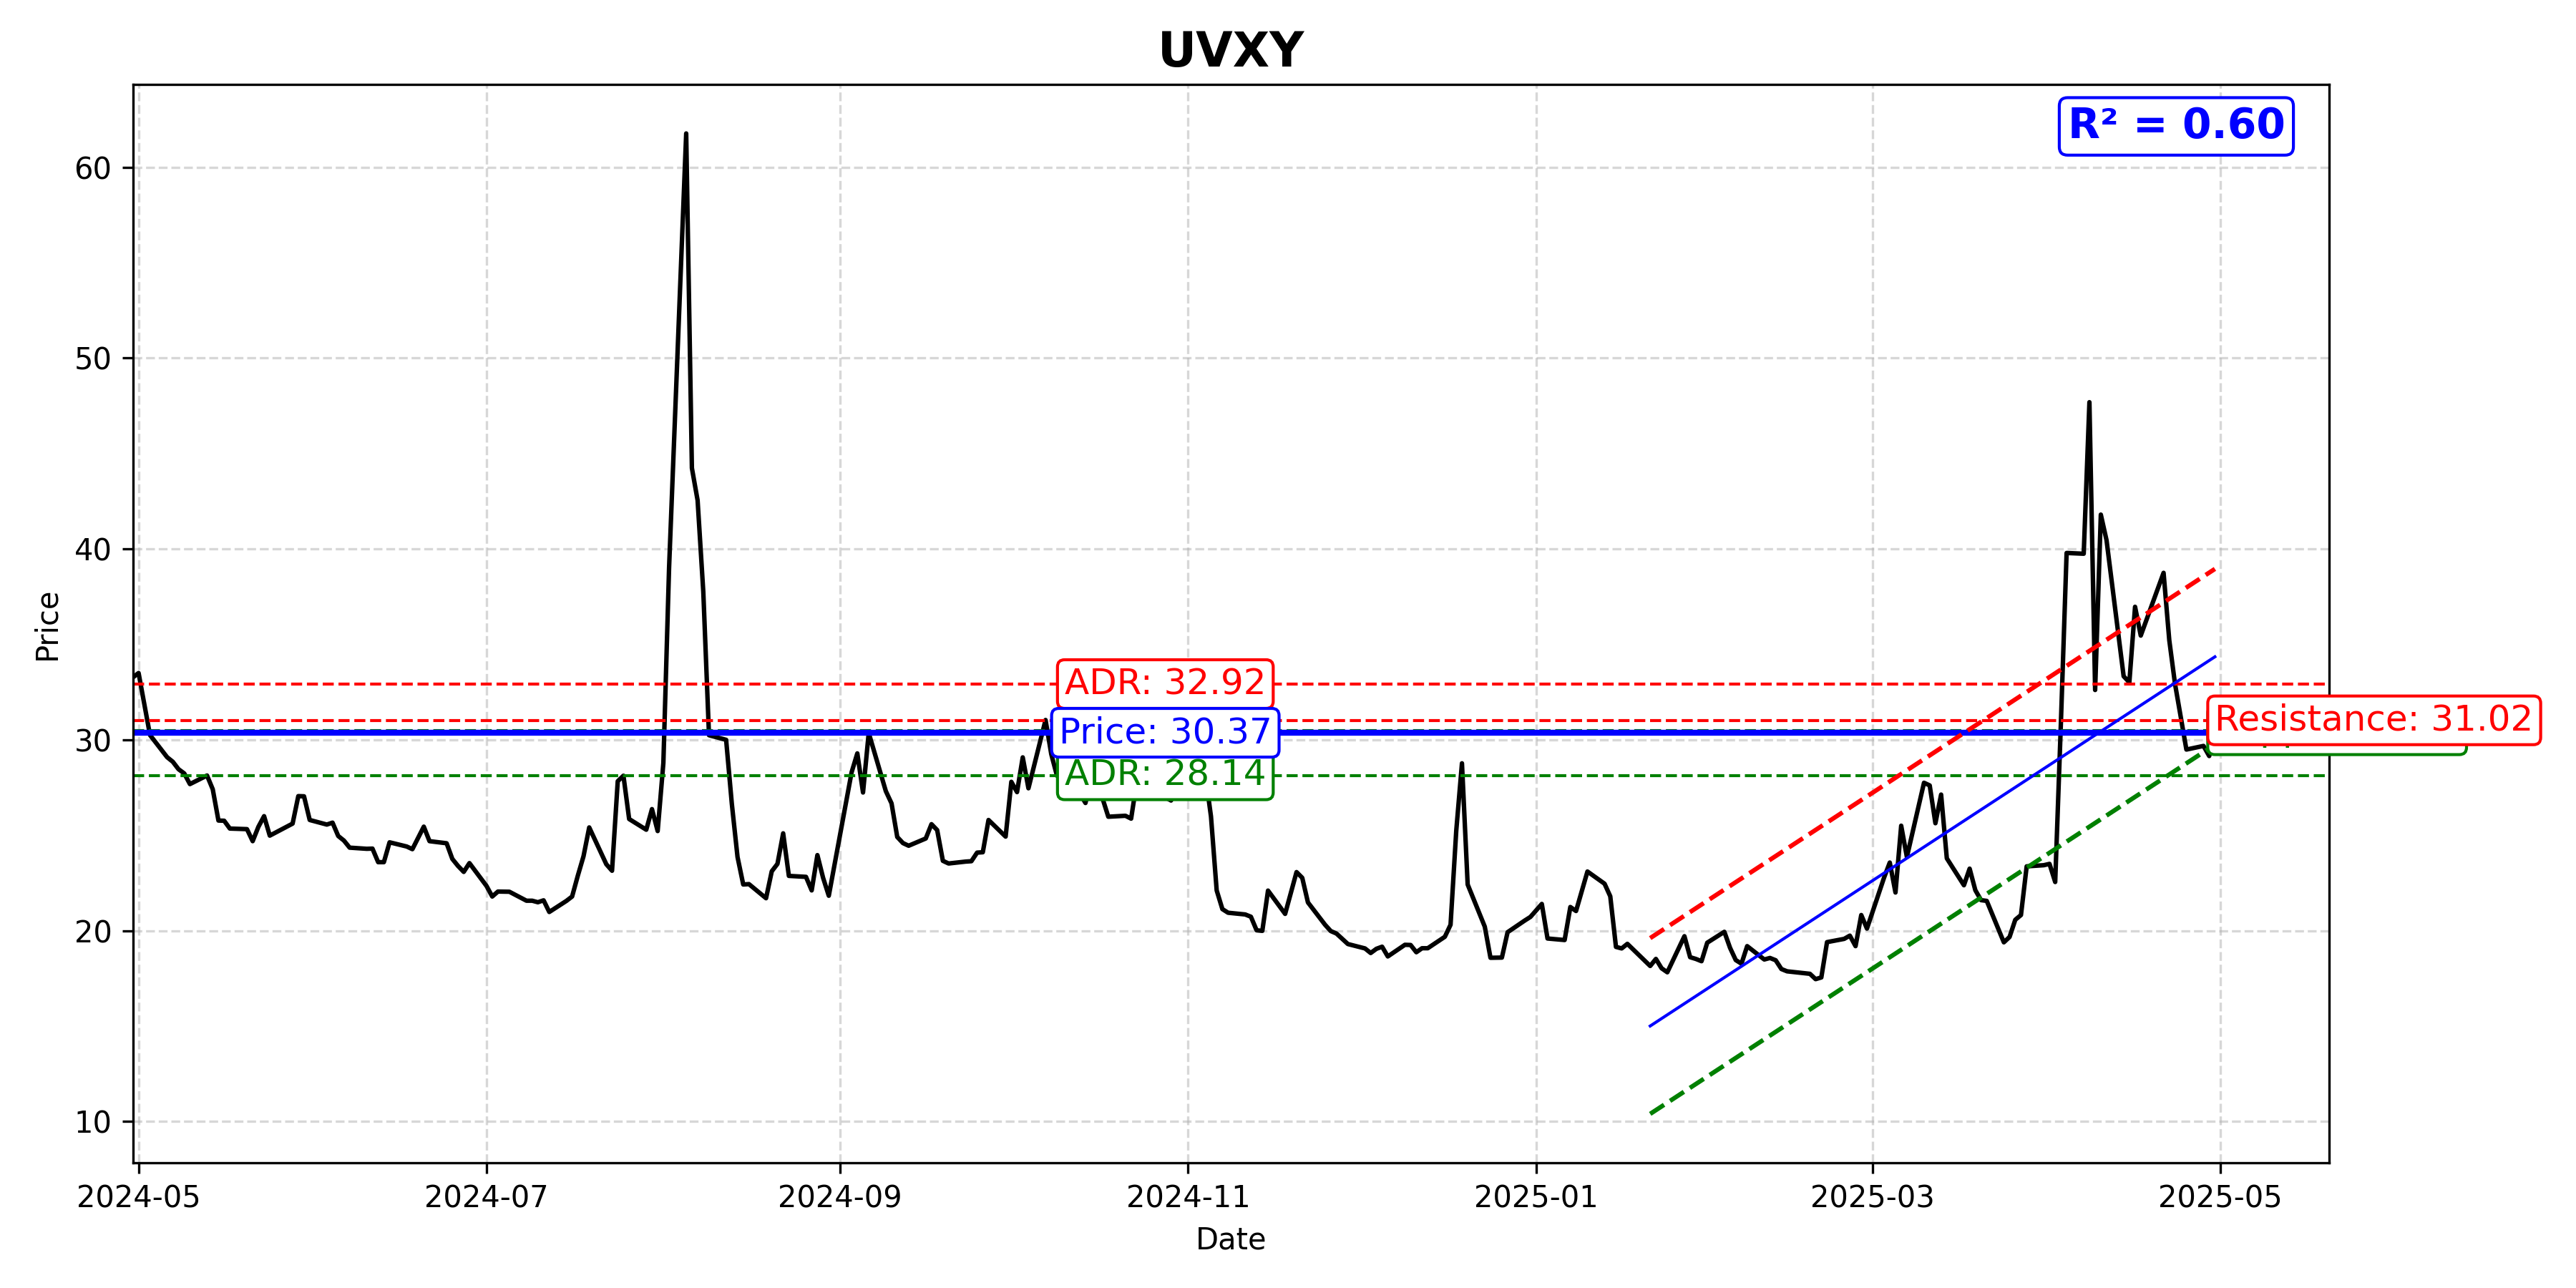 UVXY
R² = 0.60
60
50
40
30
20
10
Price
ADR: 32.92
Price: 30.37
ADR: 28.14
Resistance: 31.02
2024-05
2024-07
2024-09
2024-11
2025-01
2025-03
2025-05
Date